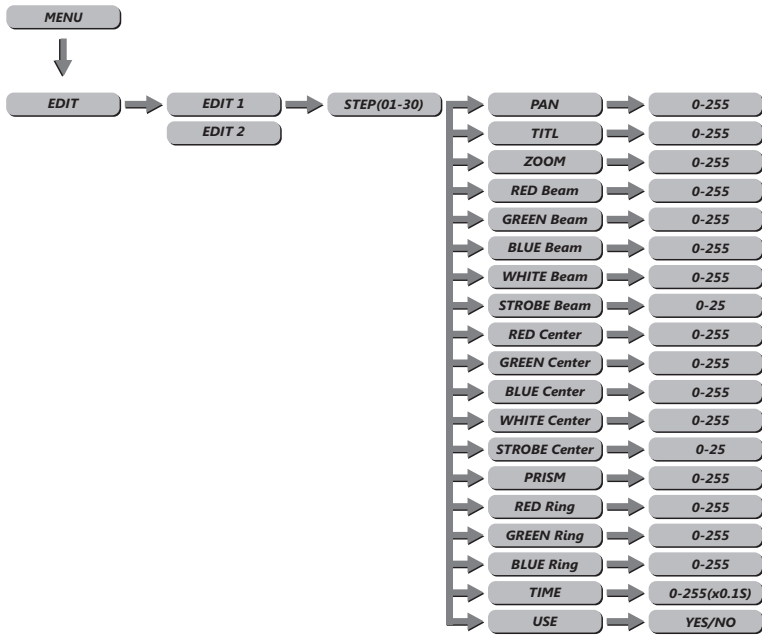 MENU
EDIT EDIT 1 STEP(01-30) PAN 0-255
EDIT 2 TITL 0-255
ZOOM 0-255
RED Beam 0-255
GREEN Beam 0-255
BLUE Beam 0-255
WHITE Beam 0-255
STROBE Beam 0-25
RED Center 0-255
GREEN Center 0-255
BLUE Center 0-255
WHITE Center 0-255
STROBE Center 0-25
PRISM 0-255
RED Ring 0-255
GREEN Ring 0-255
BLUE Ring 0-255
TIME 0-255(x0.1S)
USE YES/NO